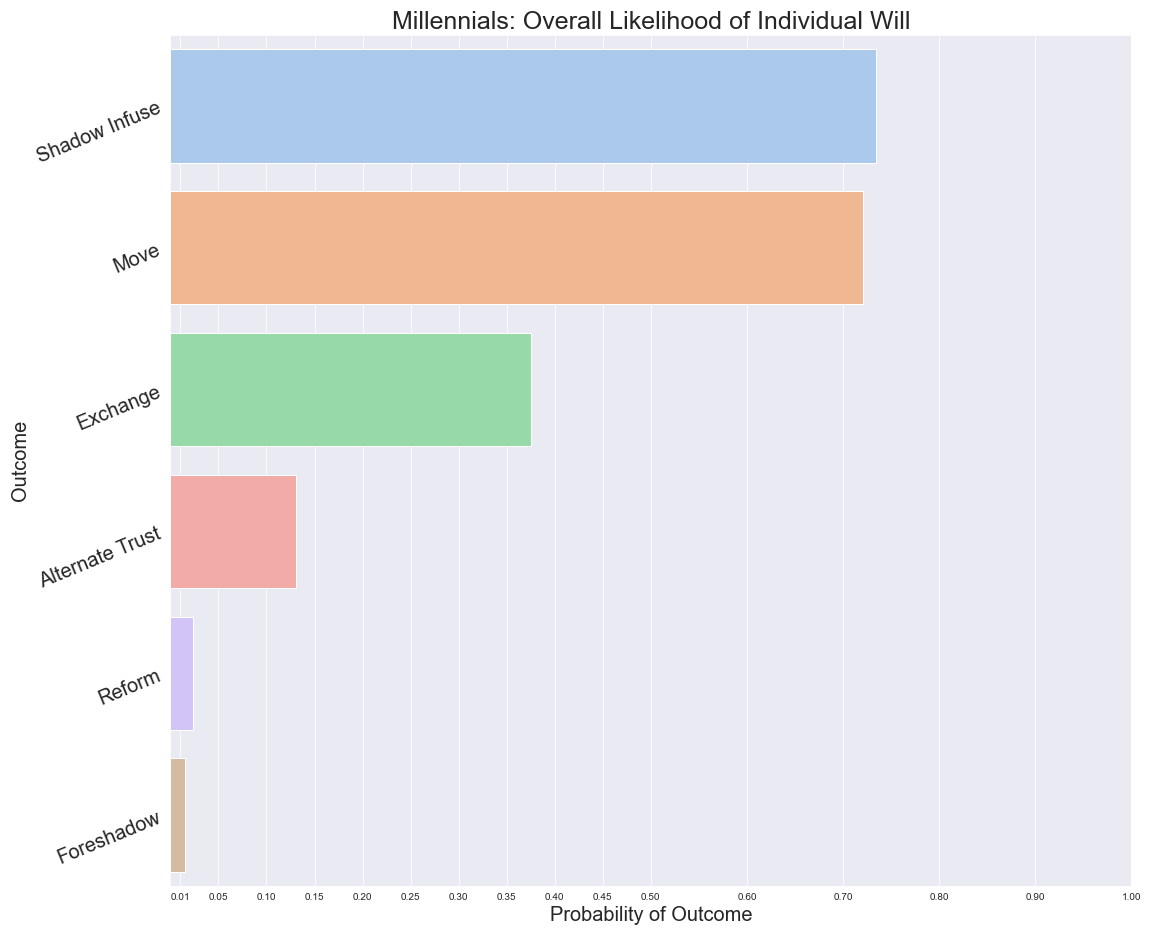 Millennials: Overall Likelihood of Individual Will
Shadow Infuse
Move
Exchange
Alternate Trust
Reform
Foreshadow
Outcome
0.01 0.05 0.10 0.15 0.20 0.25 0.30 0.35 0.40 0.45 0.50 0.60 0.70 0.80 0.90 1.00
Probability of Outcome